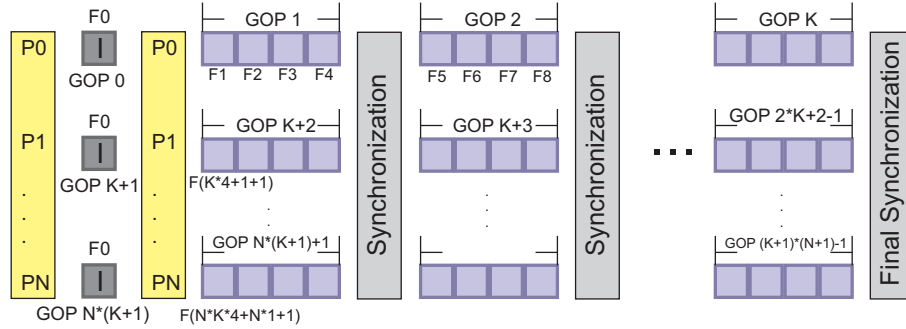 F0
GOP 1
GOP 2
GOP K
P0
I
P0
GOP 0
F1 F2 F3 F4
F5 F6 F7 F8
Synchronization
Synchronization
Final Synchronization
F0
GOP K+2
GOP K+3
GOP 2*K+2-1
P1
I
P1
GOP K+1
F(K*4+1+1)
. . .
. . .
...
F0
GOP N*(K+1)+1
GOP (K+1)*(N+1)-1
PN
I
PN
GOP N*(K+1)
F(N*K*4+N*1+1)